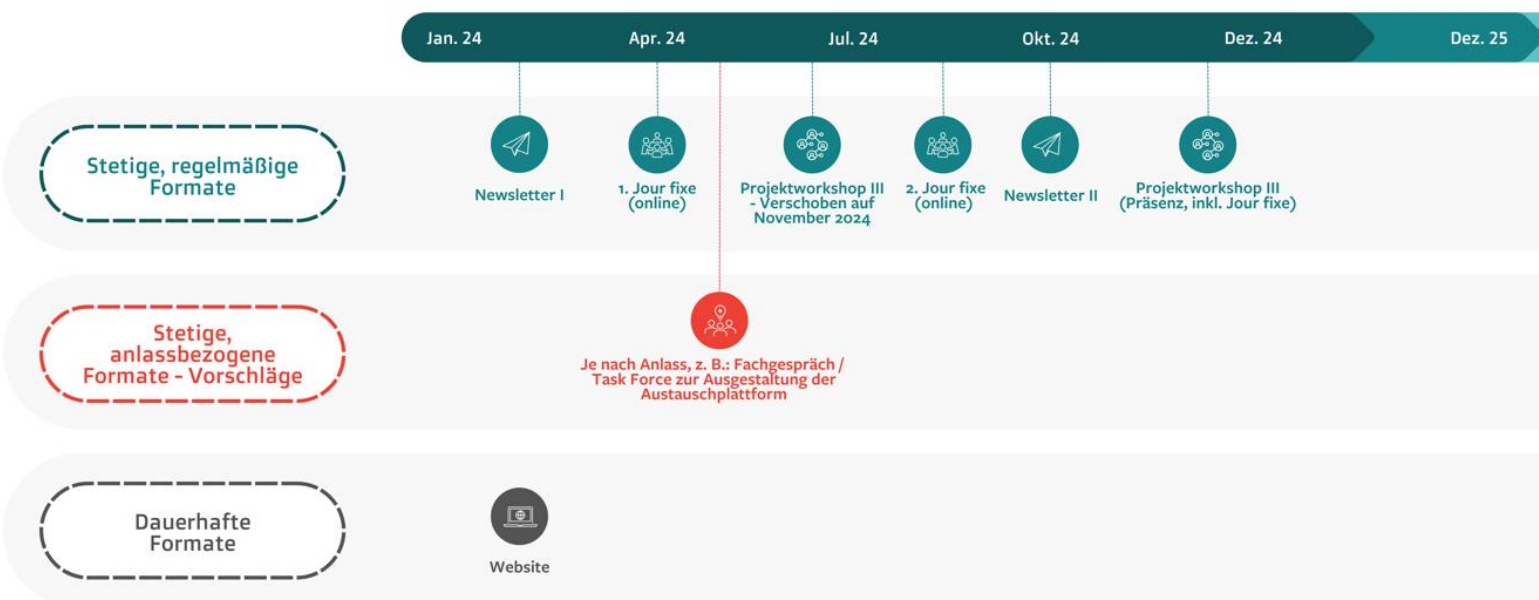 Jan. 24
Apr. 24
Jul. 24
Okt. 24
Dez. 24
Dez. 25
Stetige, regelmäßige
Formate
Newsletter I
1. Jour fixe
(online)
Projektworkshop III
- Verschoben auf
November 2024
2. Jour fixe
(online)
Newsletter II
Projektworkshop III
(Präsenz, inkl. Jour fixe)
Stetige,
anlassbezogene
Formate - Vorschläge
Je nach Anlass, z. B.: Fachgespräch /
Task Force zur Ausgestaltung der
Austauschplattform
Dauerhafte
Formate
Website